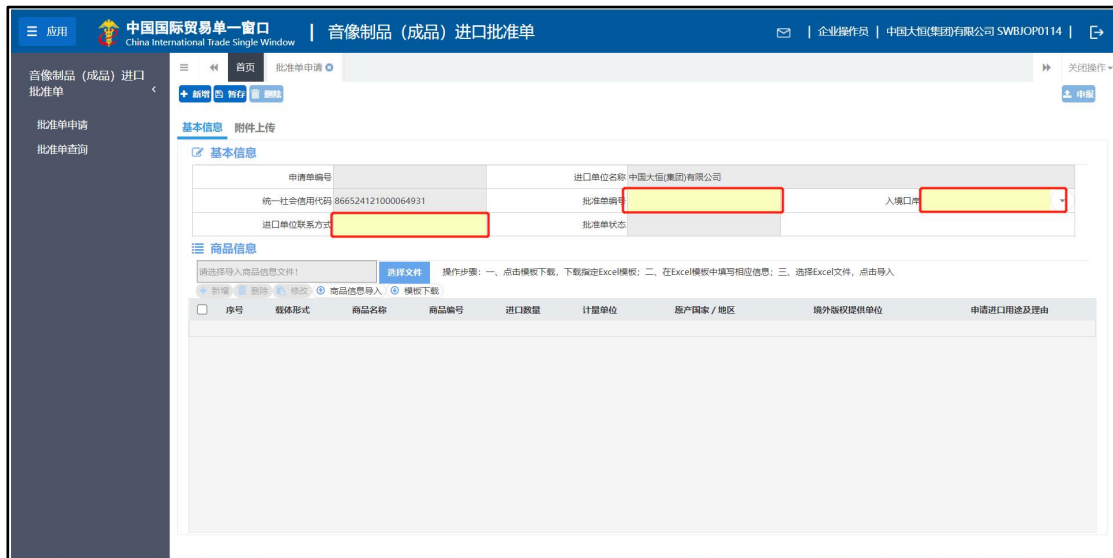 应用
中国国际贸易单一窗口
China International Trade Single Window
音像制品（成品）进口批准单
企业操作员
中国大恒(集团)有限公司 SWBJOP0114
音像制品（成品）进口批准单
批准单申请
批准单查询
首页
批准单申请
关闭操作
新增 暂存 删除
申报
基本信息 附件上传
基本信息
申请单编号
进口单位名称 中国大恒(集团)有限公司
统一社会信用代码 866524121000064931
批准单编号
入境口岸
进口单位联系方式
批准单状态
商品信息
请选择导入商品信息文件！ 选择文件 操作步骤：一、点击模板下载，下载指定Excel模板；二、在Excel模板中填写相应信息；三、选择Excel文件，点击导入
新增 删除 修改 商品信息导入 模板下载
序号 载体形式 商品名称 商品编号 进口数量 计量单位 原产国家/地区 境外版权提供单位 申请进口用途及理由